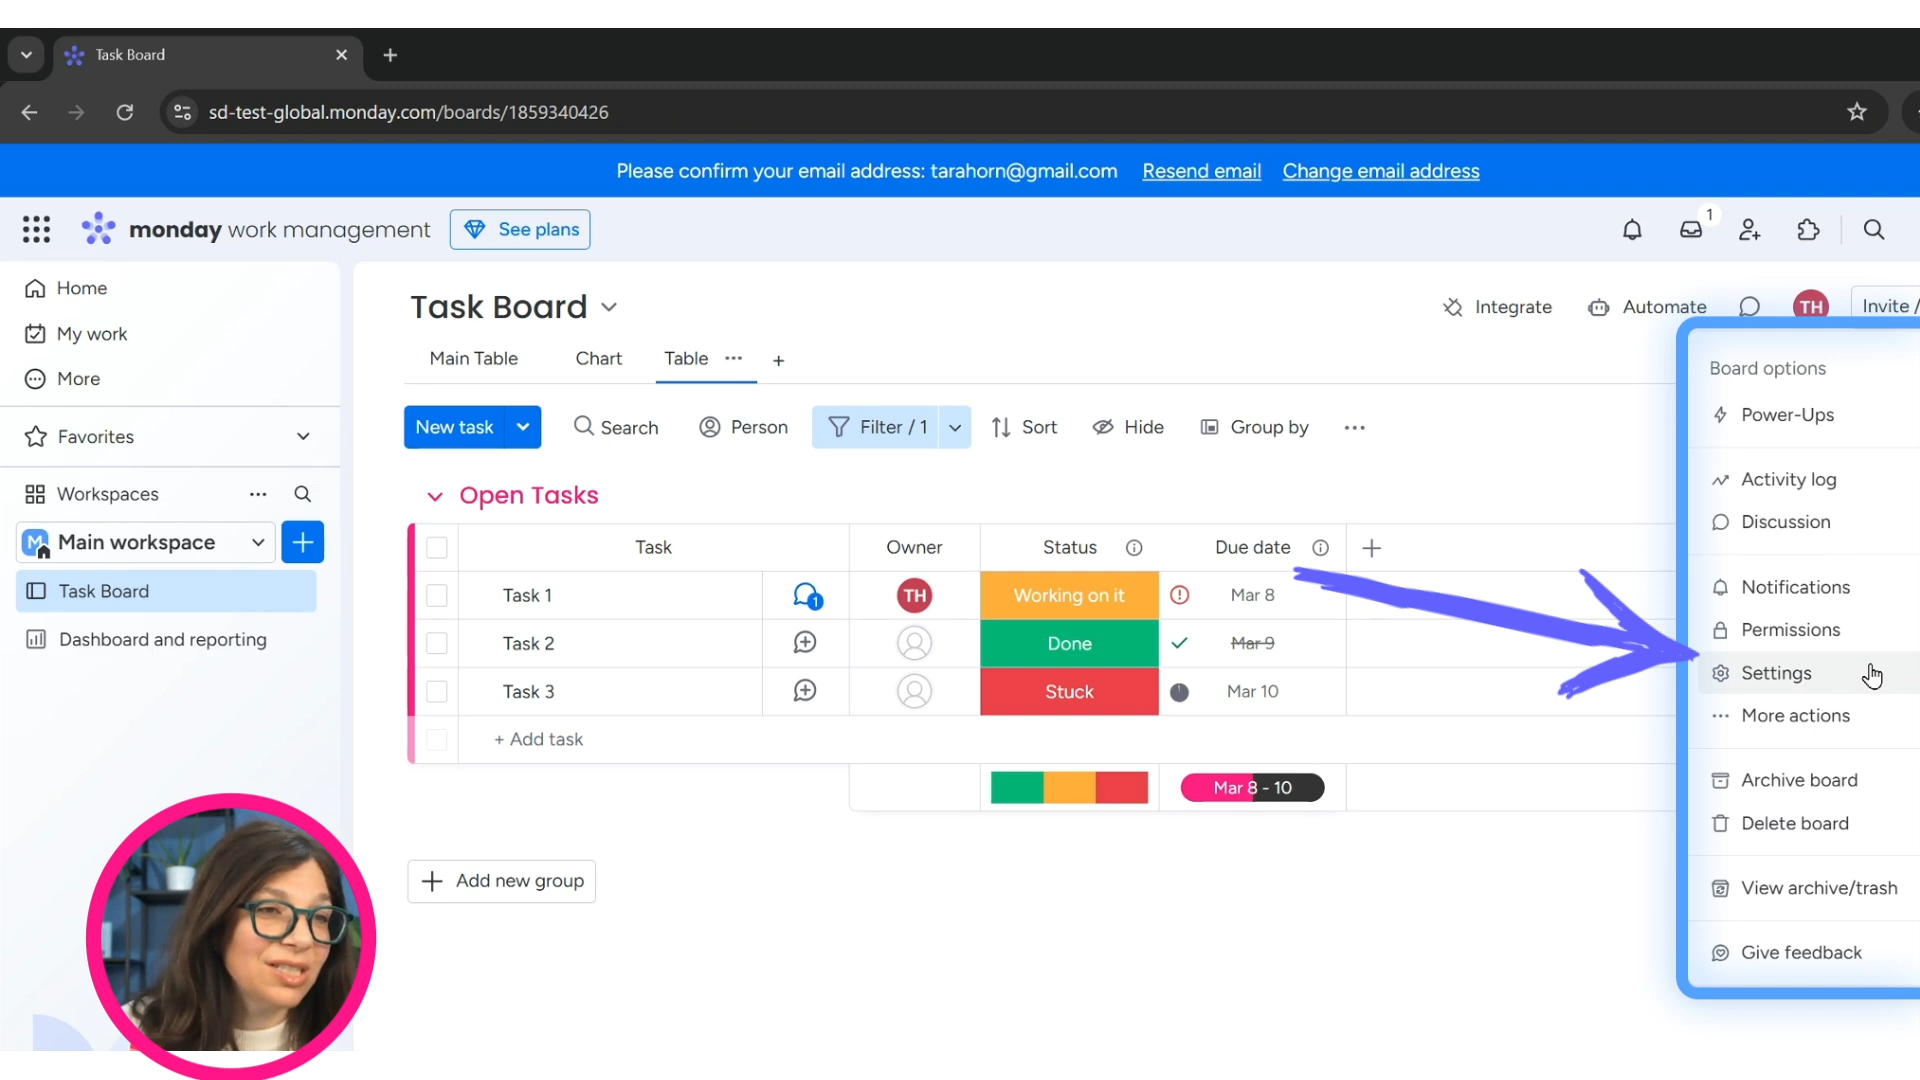 Task Board
sd-test-global.monday.com/boards/1859340426
Please confirm your email address: tarahorn@gmail.com Resend email Change email address
monday work management See plans
1
Home
My work
More
Favorites
Workspaces
M Main workspace
Task Board
Dashboard and reporting
Task Board
Integrate Automate TH Invite /
Main Table Chart Table
New task Search Person Filter / 1 Sort Hide Group by
Open Tasks
Task Owner Status Due date
Task 1 1 TH Working on it Mar 8
Task 2 Done Mar 9
Task 3 Stuck Mar 10
+ Add task
Mar 8 - 10
Add new group
Board options
Power-Ups
Activity log
Discussion
Notifications
Permissions
Settings
More actions
Archive board
Delete board
View archive/trash
Give feedback